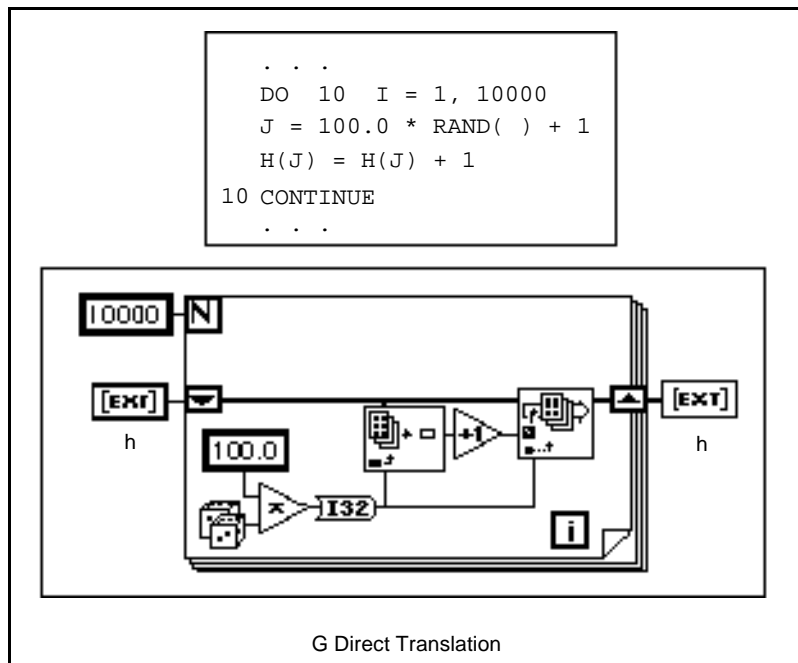 . . .
DO 10 I = 1, 10000
J = 100.0 * RAND( ) + 1
H(J) = H(J) + 1
10 CONTINUE
. . .
10000 N
[EXT] [EXT]
h h
+1
100.0
I32
i
G Direct Translation